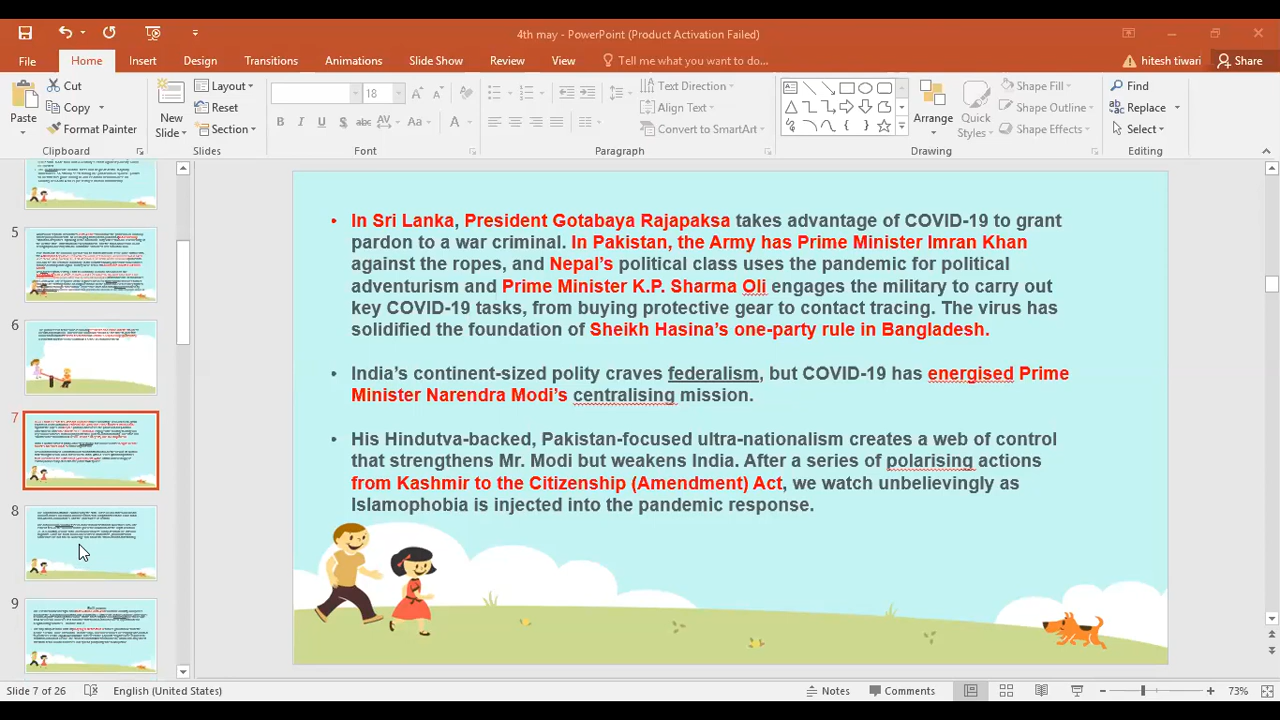 4th may - PowerPoint (Product Activation Failed)
File Home Insert Design Transitions Animations Slide Show Review View Tell me what you want to do... hitesh tiwari Share
Paste Cut Copy Format Painter
New Slide Layout Reset Section
18
B I U S abc AV Aa A
Text Direction Align Text Convert to SmartArt
Arrange Quick Styles Shape Fill Shape Outline Shape Effects
Find Replace Select
Clipboard Slides Font Paragraph Drawing Editing
5
6
7
8
9
• In Sri Lanka, President Gotabaya Rajapaksa takes advantage of COVID-19 to grant
pardon to a war criminal. In Pakistan, the Army has Prime Minister Imran Khan
against the ropes, and Nepal's political class uses the pandemic for political
adventurism and Prime Minister K.P. Sharma Oli engages the military to carry out
key COVID-19 tasks, from buying protective gear to contact tracing. The virus has
solidified the foundation of Sheikh Hasina's one-party rule in Bangladesh.
• India's continent-sized polity craves federalism, but COVID-19 has energised Prime
Minister Narendra Modi's centralising mission.
• His Hindutva-backed, Pakistan-focused ultra-nationalism creates a web of control
that strengthens Mr. Modi but weakens India. After a series of polarising actions
from Kashmir to the Citizenship (Amendment) Act, we watch unbelievingly as
Islamophobia is injected into the pandemic response.
Slide 7 of 26 English (United States) Notes Comments 73%